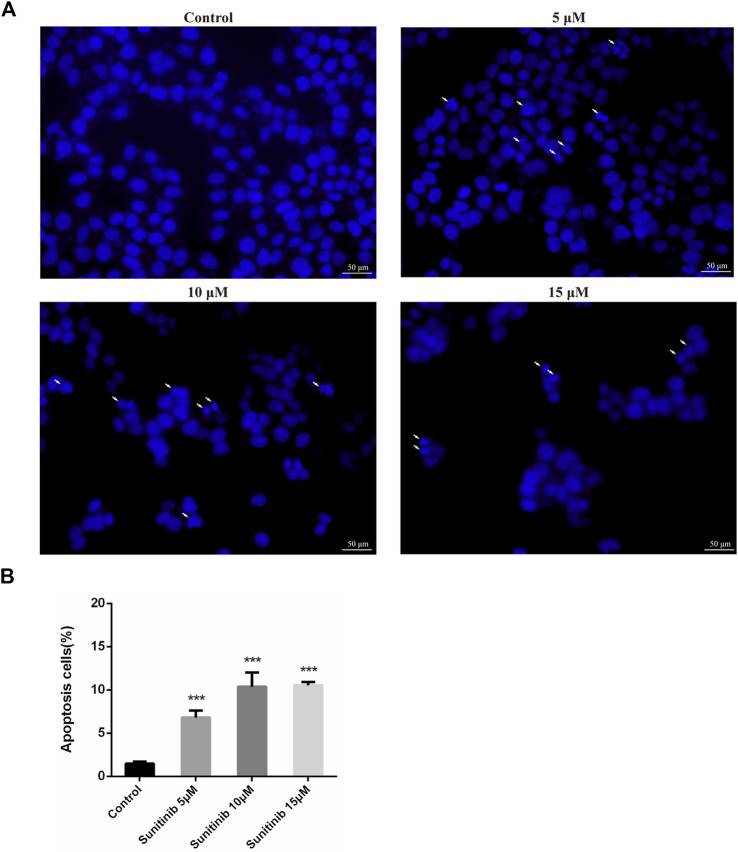 A
Control
5 µM
50 µm
50 µm
10 µM
15 µM
50 µm
50 µm
B
20
15
10
5
0
Apoptosis cells(%)
***
***
***
Control
Sunitinib 5µM
Sunitinib 10µM
Sunitinib 15µM